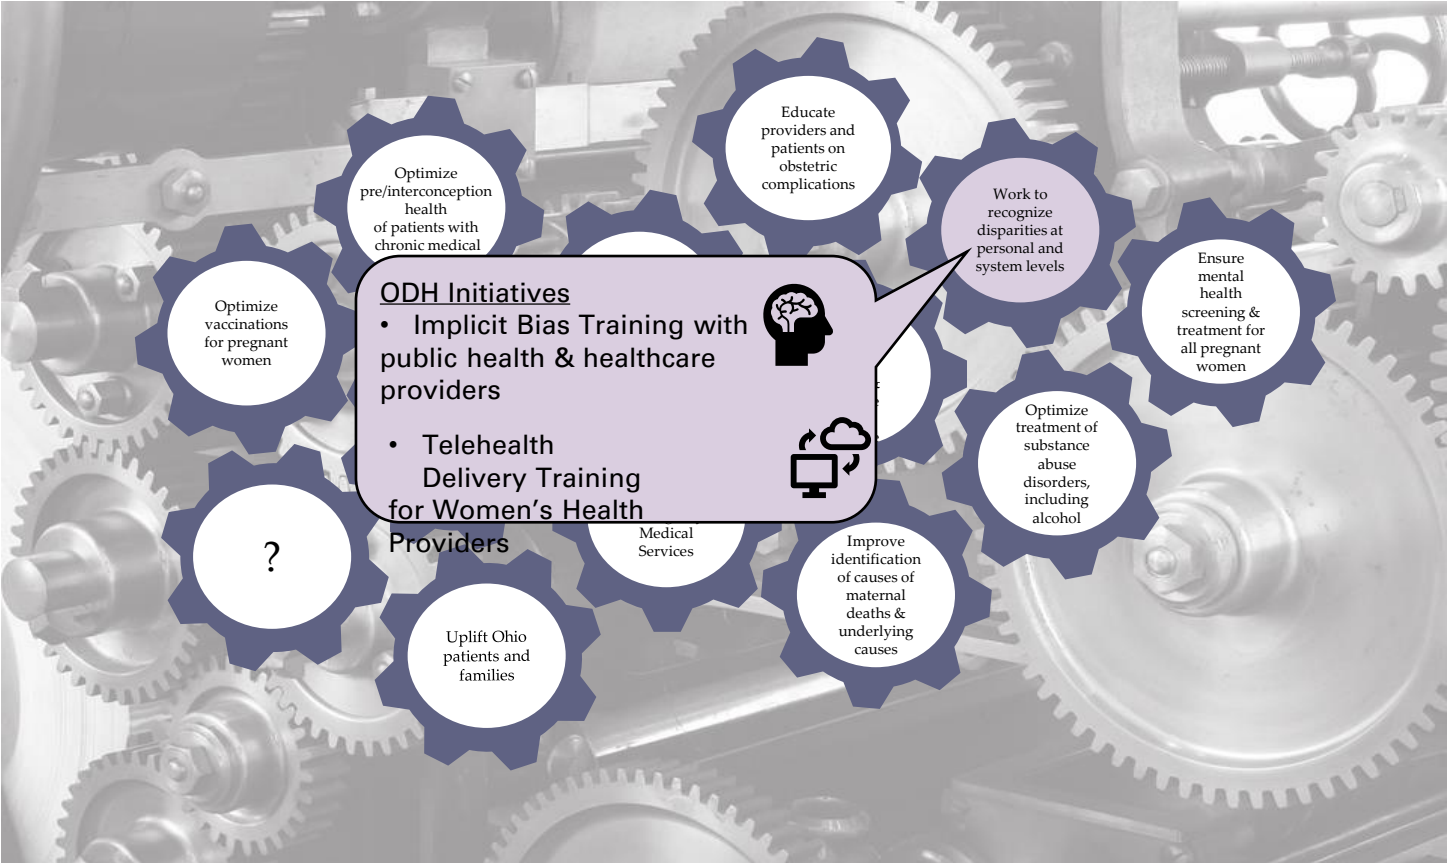 Educate
providers and
patients on
obstetric
complications
Optimize
pre/interconception
health
of patients with
chronic medical
Work to
recognize
disparities at
personal and
system levels
Ensure
mental
health
screening &
treatment for
all pregnant
women
Optimize
vaccinations
for pregnant
women
ODH Initiatives
• Implicit Bias Training with
public health & healthcare
providers
• Telehealth
Delivery Training
for Women’s Health
Providers
Optimize
treatment of
substance
abuse
disorders,
including
alcohol
?
Medical
Services
Improve
identification
of causes of
maternal
deaths &
underlying
causes
Uplift Ohio
patients and
families